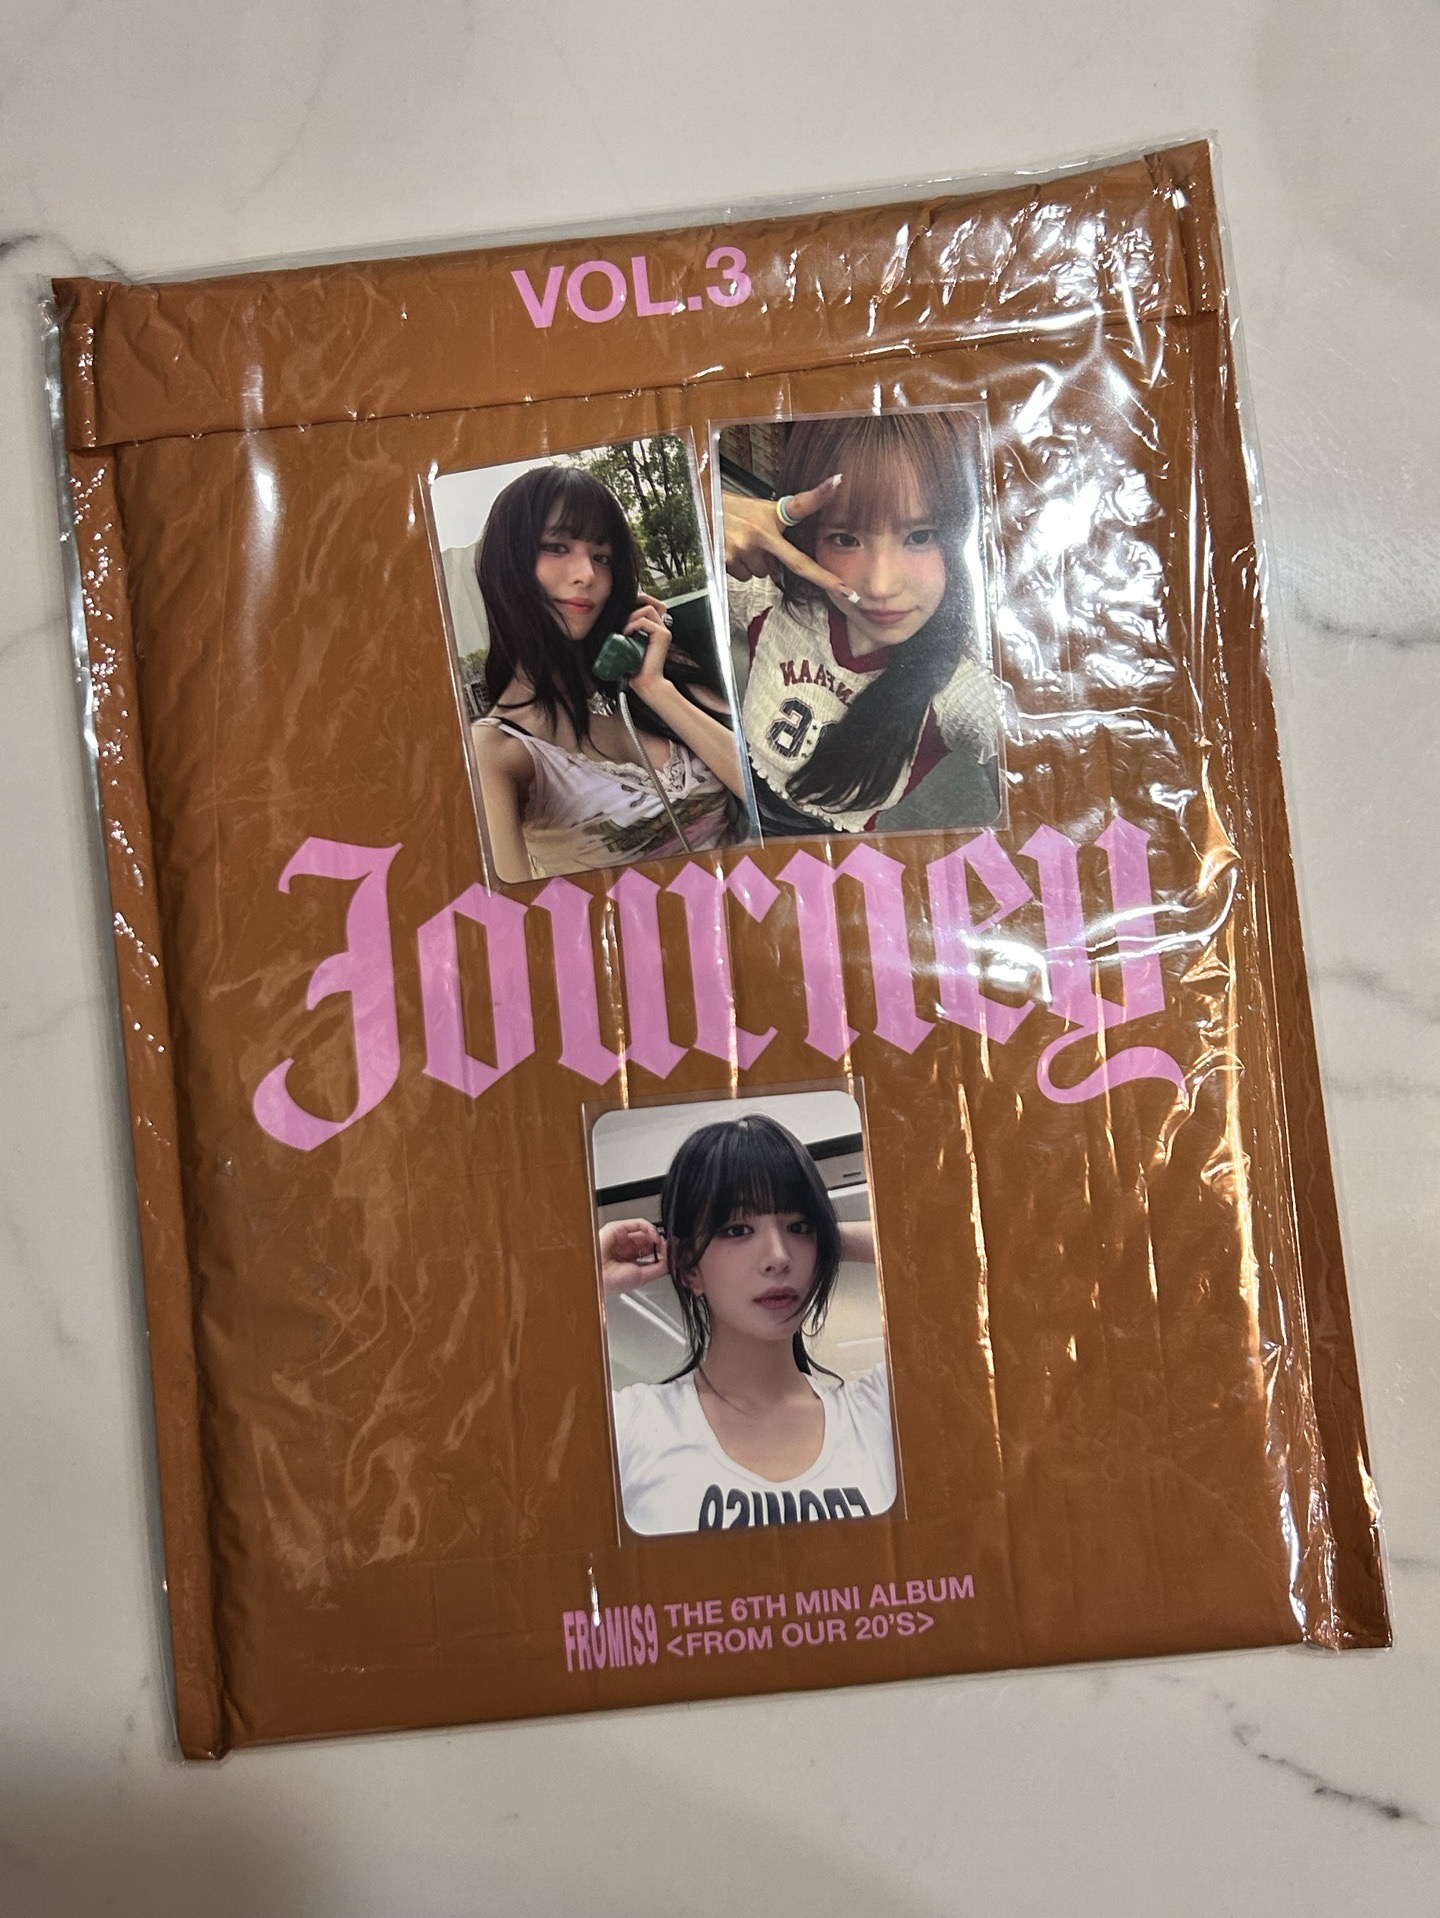 VOL.3
Journey
FROMIS9
THE 6TH MINI ALBUM
<FROM OUR 20'S>